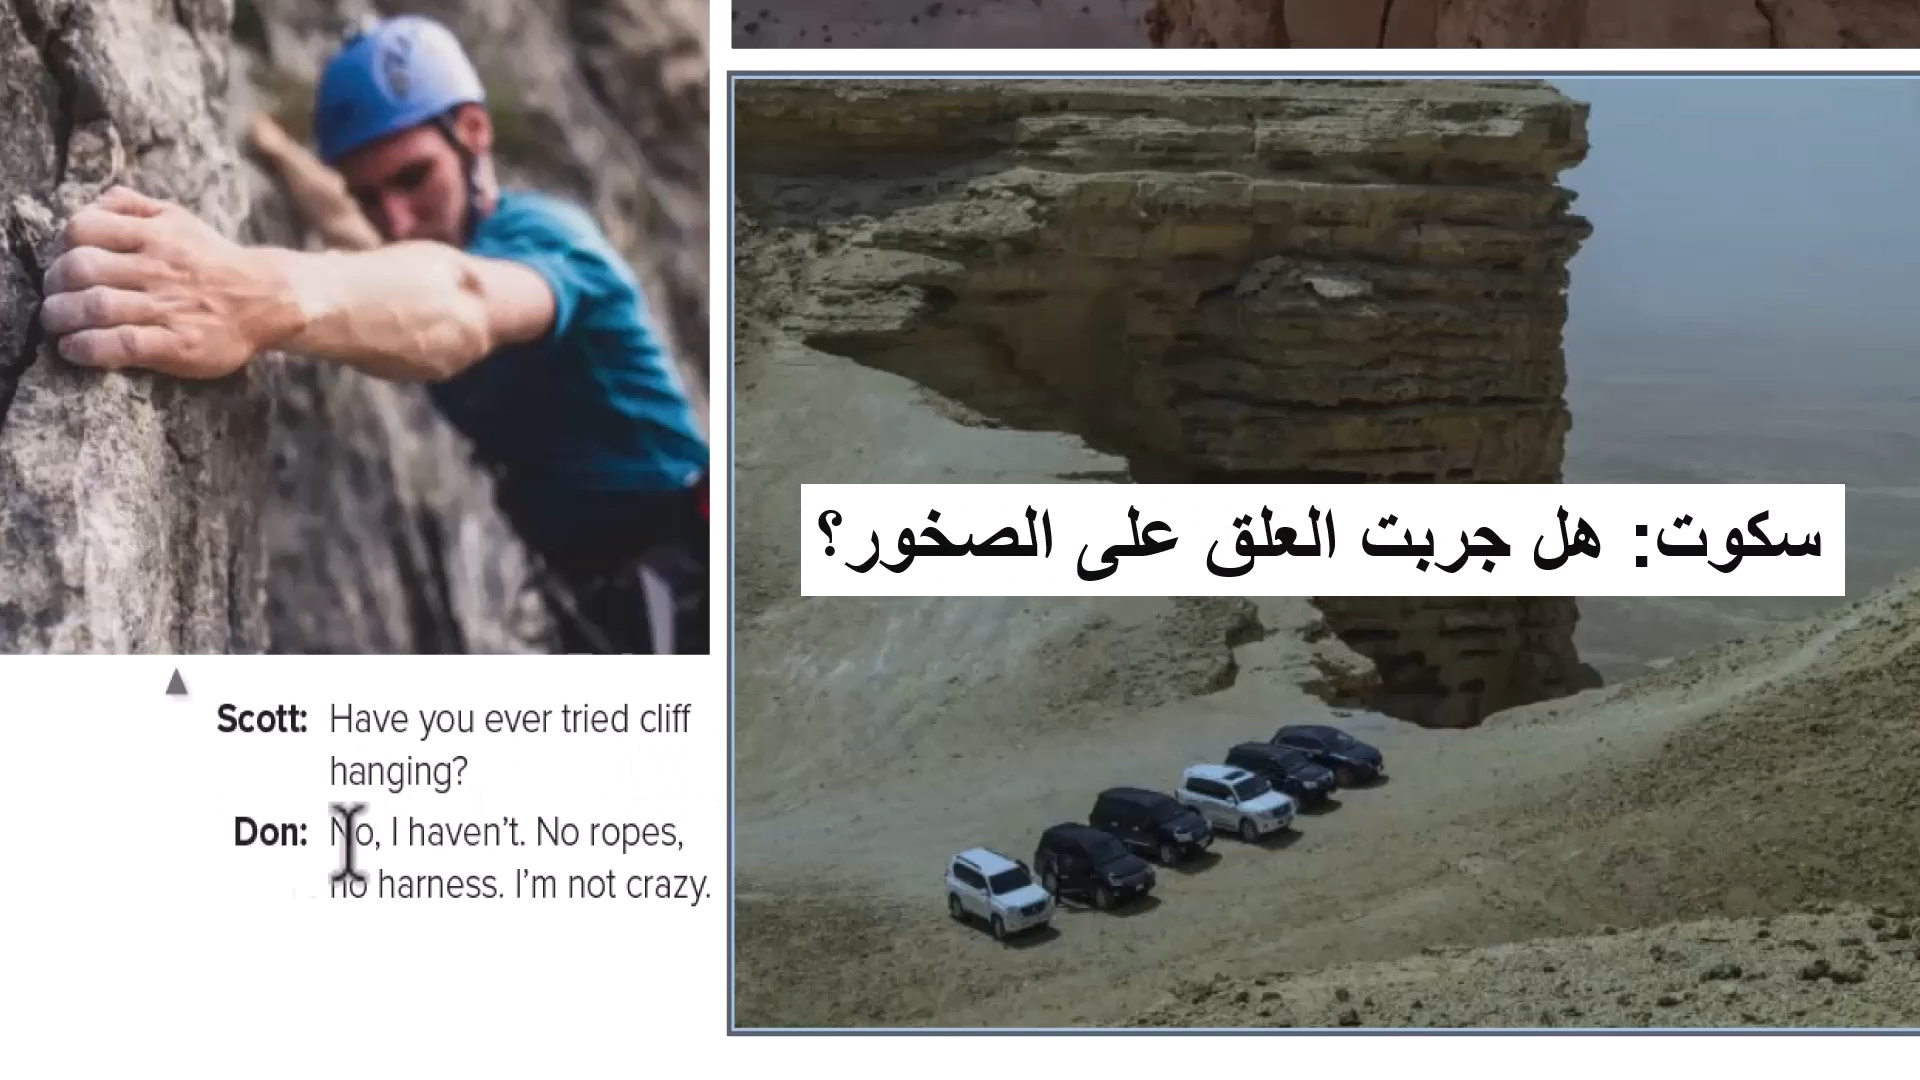 Scott: Have you ever tried cliff
hanging?
Don: No, I haven't. No ropes,
no harness. I'm not crazy.
سكوت: هل جربت العلق على الصخور؟